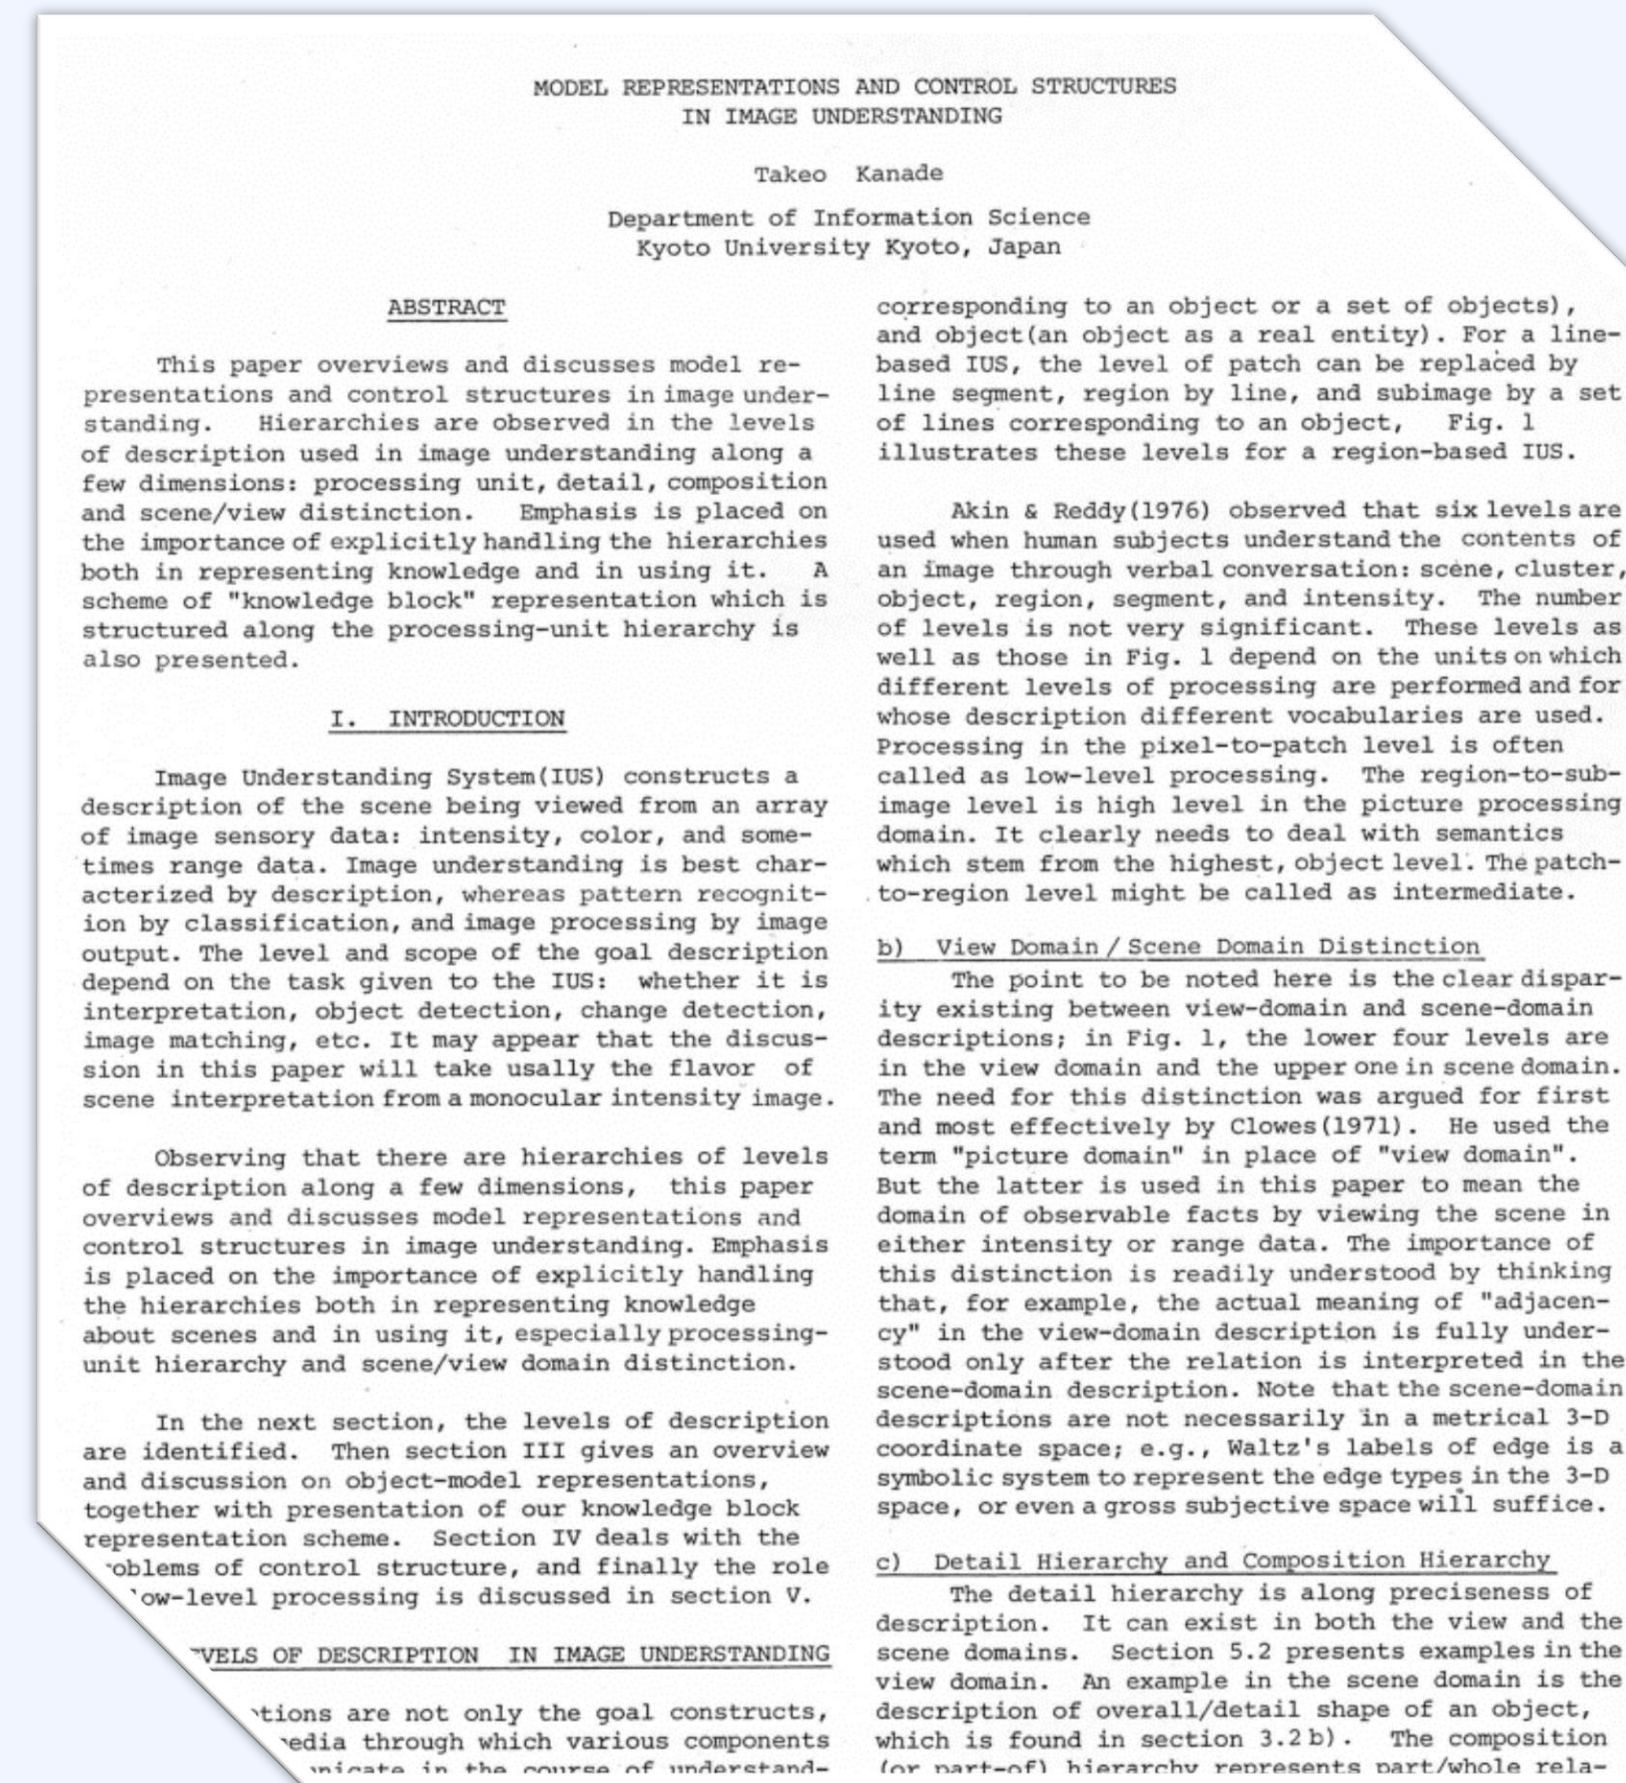 MODEL REPRESENTATIONS AND CONTROL STRUCTURES
IN IMAGE UNDERSTANDING
Takeo Kanade
Department of Information Science
Kyoto University Kyoto, Japan
ABSTRACT
This paper overviews and discusses model re-
presentations and control structures in image under-
standing. Hierarchies are observed in the levels
of description used in image understanding along a
few dimensions: processing unit, detail, composition
and scene/view distinction. Emphasis is placed on
the importance of explicitly handling the hierarchies
both in representing knowledge and in using it. A
scheme of "knowledge block" representation which is
structured along the processing-unit hierarchy is
also presented.
I. INTRODUCTION
Image Understanding System(IUS) constructs a
description of the scene being viewed from an array
of image sensory data: intensity, color, and some-
times range data. Image understanding is best char-
acterized by description, whereas pattern recognit-
ion by classification, and image processing by image
output. The level and scope of the goal description
depend on the task given to the IUS: whether it is
interpretation, object detection, change detection,
image matching, etc. It may appear that the discus-
sion in this paper will take usally the flavor of
scene interpretation from a monocular intensity image.
Observing that there are hierarchies of levels
of description along a few dimensions, this paper
overviews and discusses model representations and
control structures in image understanding. Emphasis
is placed on the importance of explicitly handling
the hierarchies both in representing knowledge
about scenes and in using it, especially processing-
unit hierarchy and scene/view domain distinction.
In the next section, the levels of description
are identified. Then section III gives an overview
and discussion on object-model representations,
together with presentation of our knowledge block
representation scheme. Section IV deals with the
oblems of control structure, and finally the role
ow-level processing is discussed in section V.
VELS OF DESCRIPTION IN IMAGE UNDERSTANDING
tions are not only the goal constructs,
edia through which various components
nicate in the course of understand-
corresponding to an object or a set of objects),
and object(an object as a real entity). For a line-
based IUS, the level of patch can be replaced by
line segment, region by line, and subimage by a set
of lines corresponding to an object, Fig. 1
illustrates these levels for a region-based IUS.
Akin & Reddy(1976) observed that six levels are
used when human subjects understand the contents of
an image through verbal conversation: scene, cluster,
object, region, segment, and intensity. The number
of levels is not very significant. These levels as
well as those in Fig. 1 depend on the units on which
different levels of processing are performed and for
whose description different vocabularies are used.
Processing in the pixel-to-patch level is often
called as low-level processing. The region-to-sub-
image level is high level in the picture processing
domain. It clearly needs to deal with semantics
which stem from the highest, object level. The patch-
to-region level might be called as intermediate.
b) View Domain / Scene Domain Distinction
The point to be noted here is the clear dispar-
ity existing between view-domain and scene-domain
descriptions; in Fig. 1, the lower four levels are
in the view domain and the upper one in scene domain.
The need for this distinction was argued for first
and most effectively by Clowes(1971). He used the
term "picture domain" in place of "view domain".
But the latter is used in this paper to mean the
domain of observable facts by viewing the scene in
either intensity or range data. The importance of
this distinction is readily understood by thinking
that, for example, the actual meaning of "adjacen-
cy" in the view-domain description is fully under-
stood only after the relation is interpreted in the
scene-domain description. Note that the scene-domain
descriptions are not necessarily in a metrical 3-D
coordinate space; e.g., Waltz's labels of edge is a
symbolic system to represent the edge types in the 3-D
space, or even a gross subjective space will suffice.
c) Detail Hierarchy and Composition Hierarchy
The detail hierarchy is along preciseness of
description. It can exist in both the view and the
scene domains. Section 5.2 presents examples in the
view domain. An example in the scene domain is the
description of overall/detail shape of an object,
which is found in section 3.2 b). The composition
(or part-of) hierarchy represents part/whole rela-